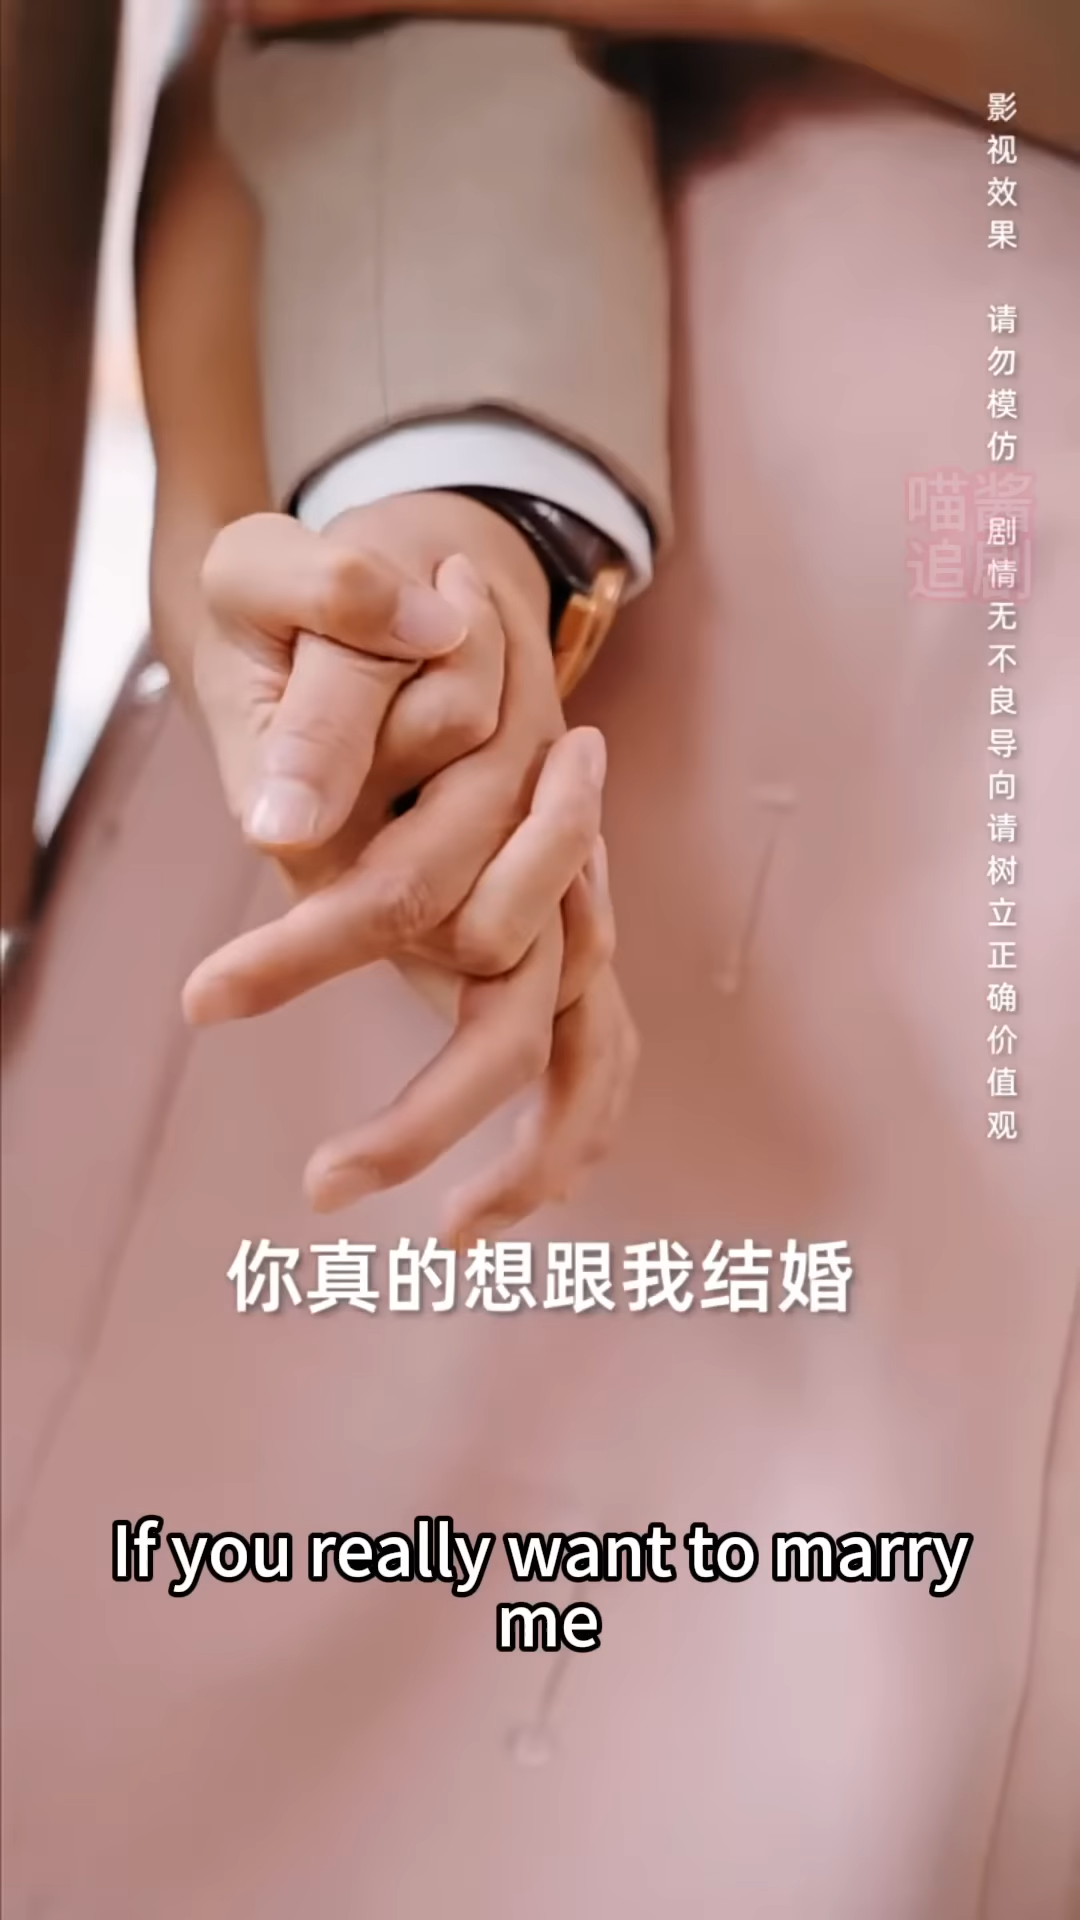 影视效果 请勿模仿 剧情无不良导向请树立正确价值观
喵酱
追剧
你真的想跟我结婚
If you really want to marry
me